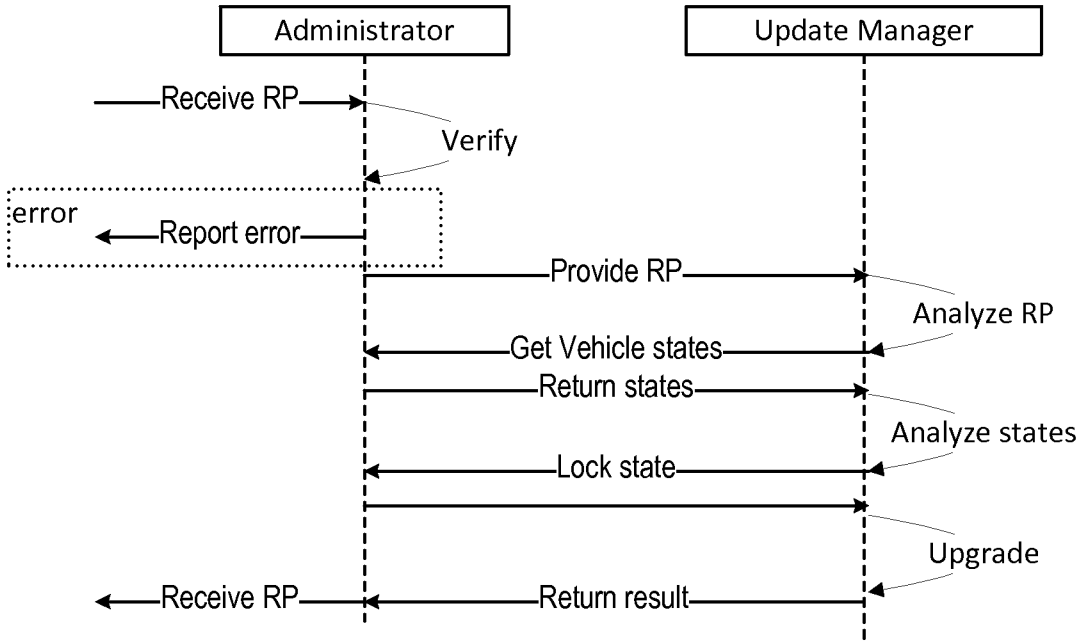 Administrator
Update Manager
Receive RP
Verify
error
Report error
Provide RP
Analyze RP
Get Vehicle states
Return states
Analyze states
Lock state
Upgrade
Receive RP
Return result